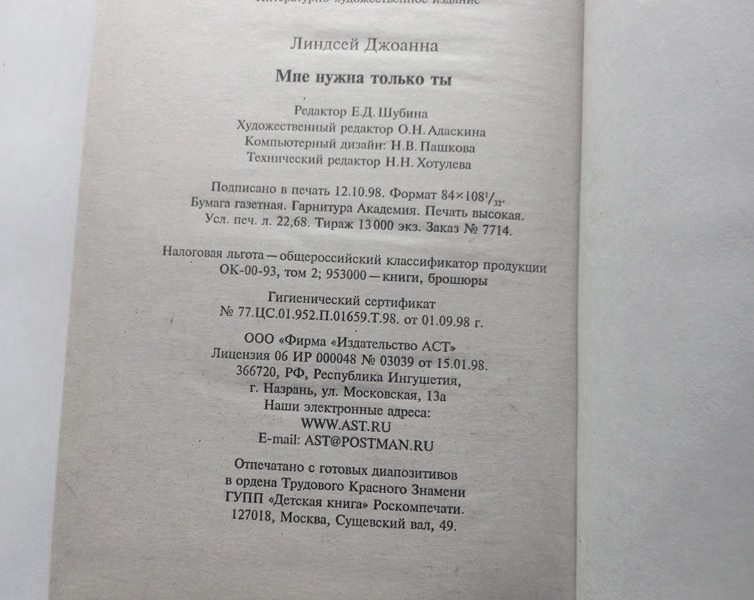 Литературно-художественное издание
Линдсей Джоанна
Мне нужна только ты
Редактор Е.Д. Шубина
Художественный редактор О.Н. Адаскина
Компьютерный дизайн: Н.В. Пашкова
Технический редактор Н.Н. Хотулева
Подписано в печать 12.10.98. Формат 84×108¹/₃₂.
Бумага газетная. Гарнитура Академия. Печать высокая.
Усл. печ. л. 22,68. Тираж 13 000 экз. Заказ № 7714.
Налоговая льгота — общероссийский классификатор продукции
ОК-00-93, том 2; 953000 — книги, брошюры
Гигиенический сертификат
№ 77.ЦС.01.952.П.01659.Т.98. от 01.09.98 г.
ООО «Фирма «Издательство АСТ»
Лицензия 06 ИР 000048 № 03039 от 15.01.98.
366720, РФ, Республика Ингушетия,
г. Назрань, ул. Московская, 13а
Наши электронные адреса:
WWW.AST.RU
E-mail: AST@POSTMAN.RU
Отпечатано с готовых диапозитивов
в ордена Трудового Красного Знамени
ГУПП «Детская книга» Роскомпечати.
127018, Москва, Сущевский вал, 49.